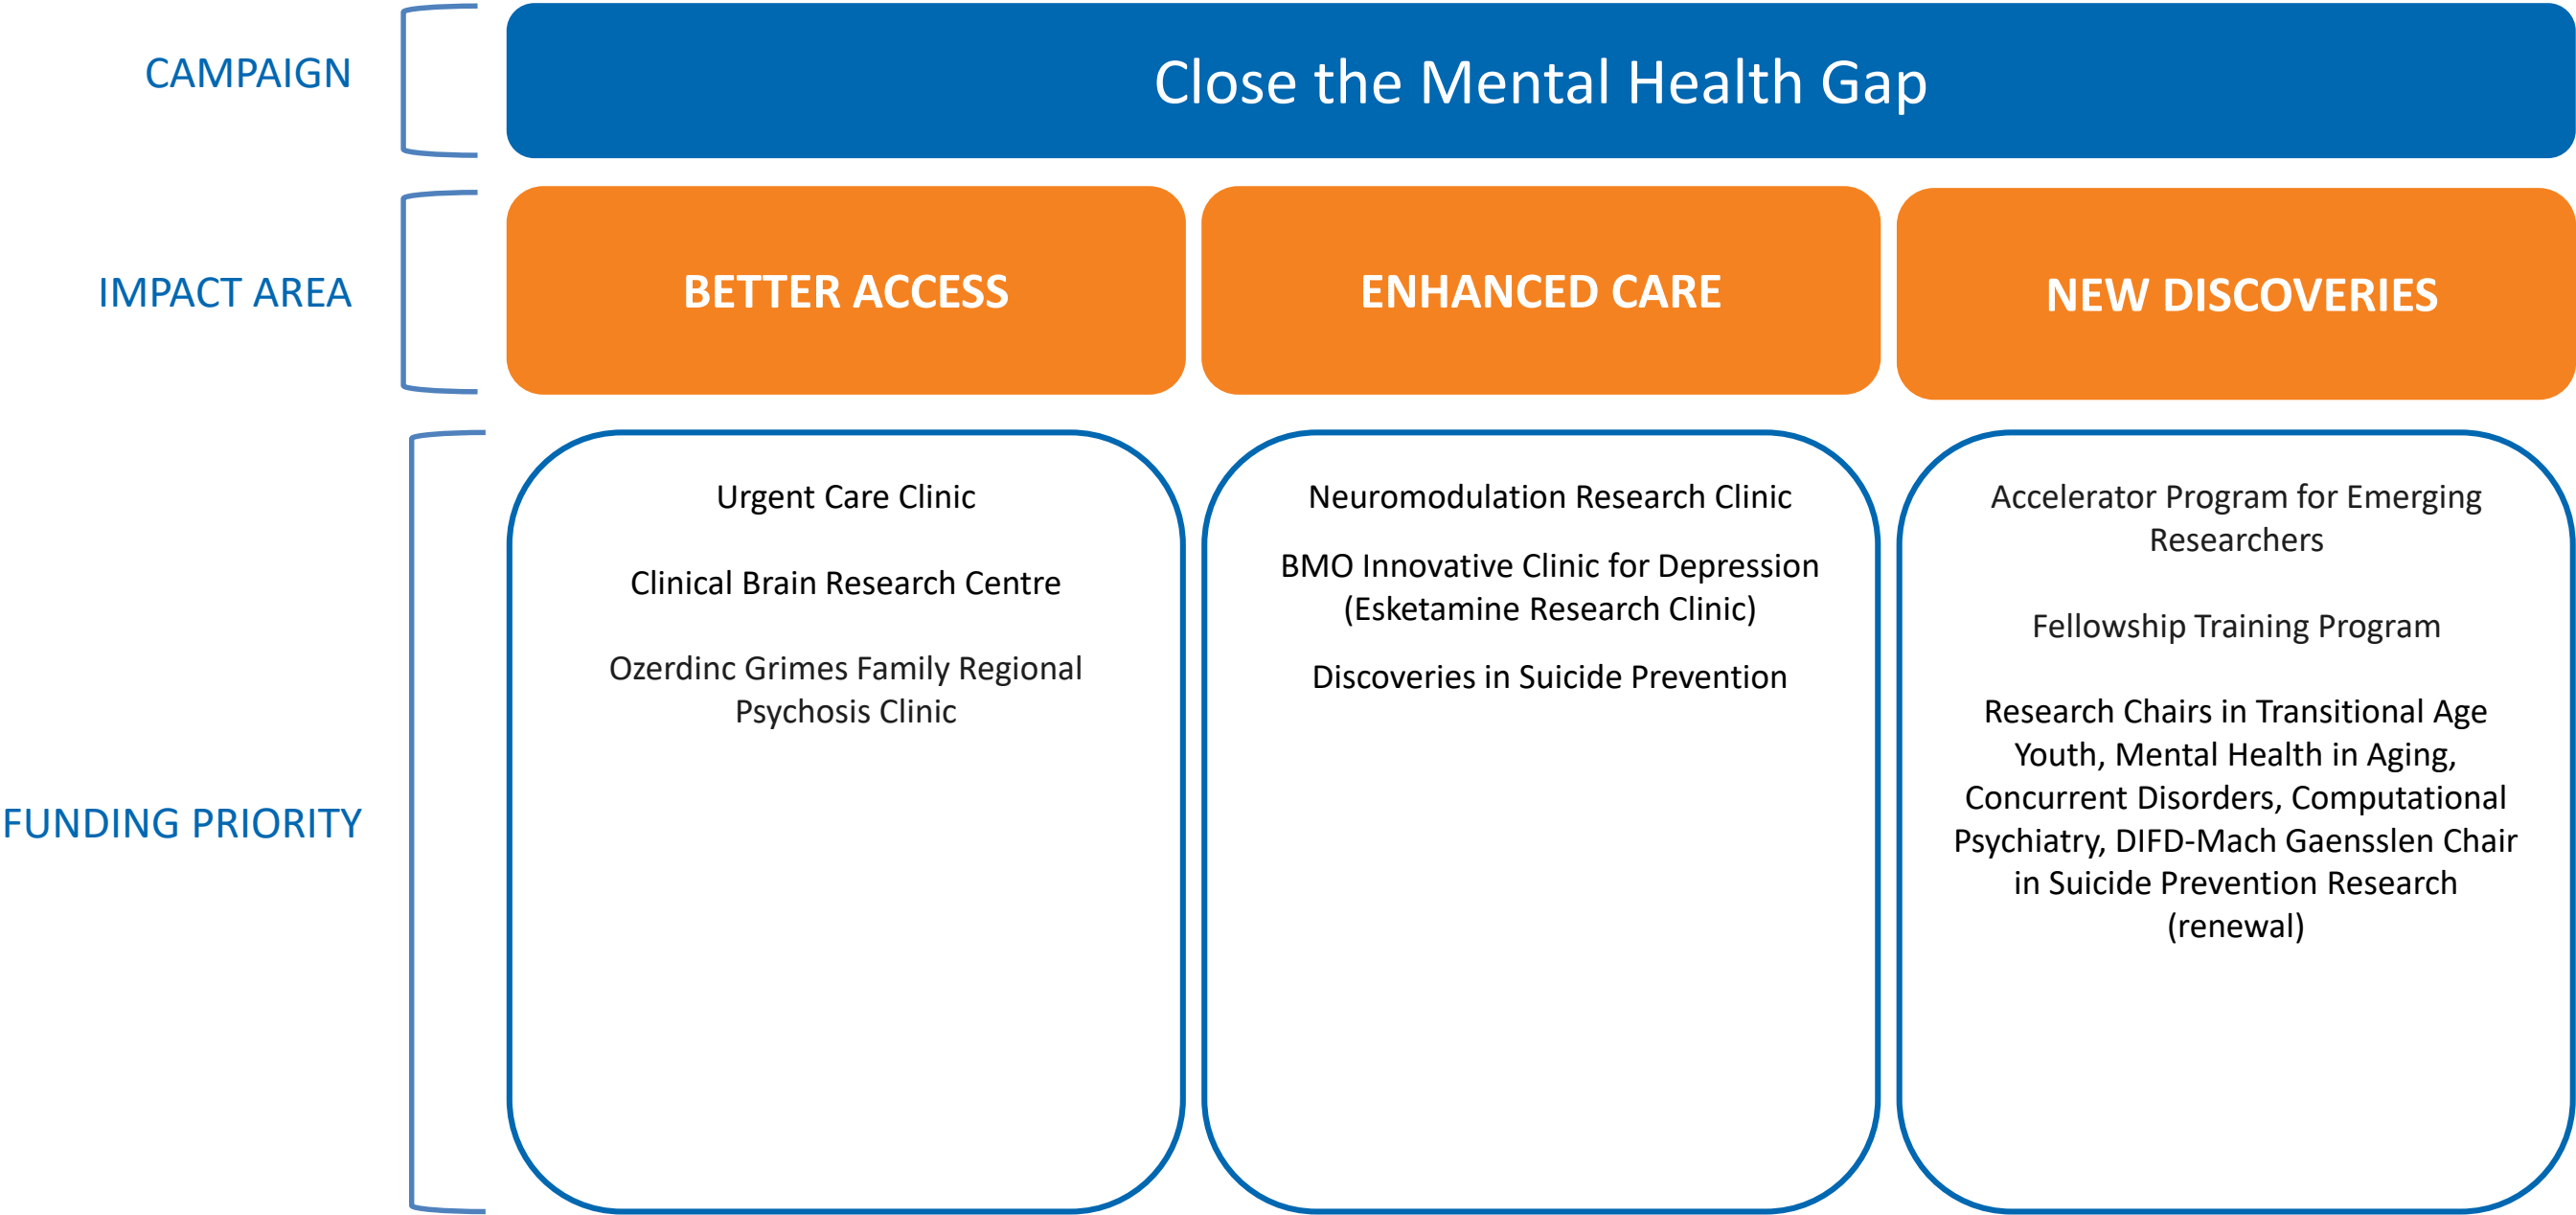 CAMPAIGN
Close the Mental Health Gap
IMPACT AREA
BETTER ACCESS
ENHANCED CARE
NEW DISCOVERIES
FUNDING PRIORITY
Urgent Care Clinic
Clinical Brain Research Centre
Ozerdinc Grimes Family Regional
Psychosis Clinic
Neuromodulation Research Clinic
BMO Innovative Clinic for Depression
(Esketamine Research Clinic)
Discoveries in Suicide Prevention
Accelerator Program for Emerging
Researchers
Fellowship Training Program
Research Chairs in Transitional Age
Youth, Mental Health in Aging,
Concurrent Disorders, Computational
Psychiatry, DIFD-Mach Gaensslen Chair
in Suicide Prevention Research
(renewal)